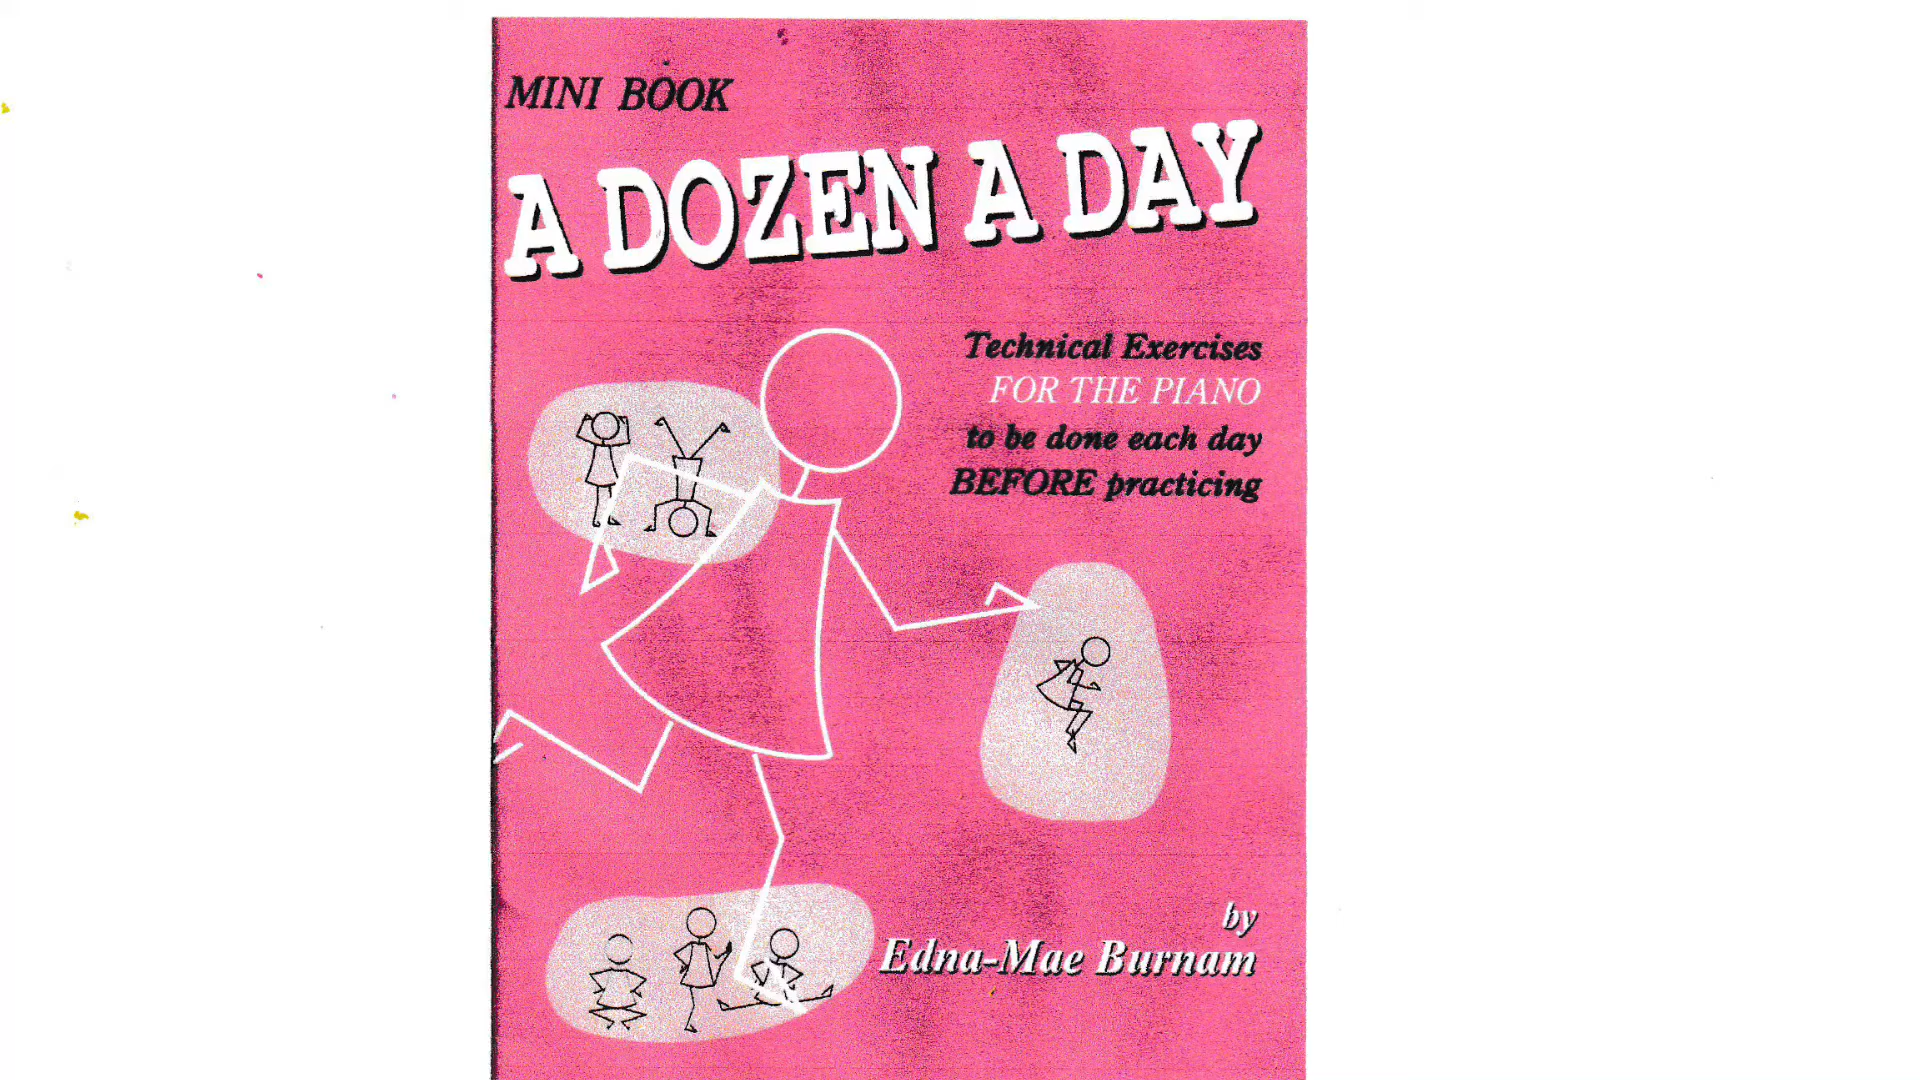 MINI BOOK
A DOZEN A DAY
Technical Exercises
FOR THE PIANO
to be done each day
BEFORE practicing
by
Edna-Mae Burnam